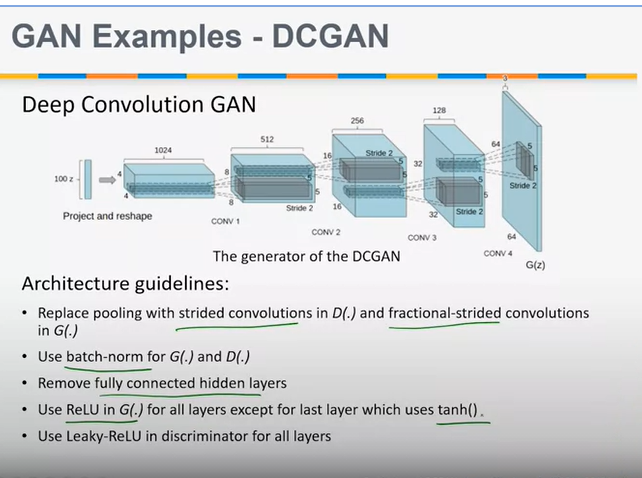 GAN Examples - DCGAN
Deep Convolution GAN
100 z
Project and reshape
4
4
1024
8
8
512
5
5
Stride 2
CONV 1
16
16
256
Stride 2
5
5
CONV 2
32
32
128
5
5
Stride 2
CONV 3
64
64
3
5
5
Stride 2
CONV 4
G(z)
The generator of the DCGAN
Architecture guidelines:
• Replace pooling with strided convolutions in D(.) and fractional-strided convolutions
in G(.)
• Use batch-norm for G(.) and D(.)
• Remove fully connected hidden layers
• Use ReLU in G(.) for all layers except for last layer which uses tanh().
• Use Leaky-ReLU in discriminator for all layers